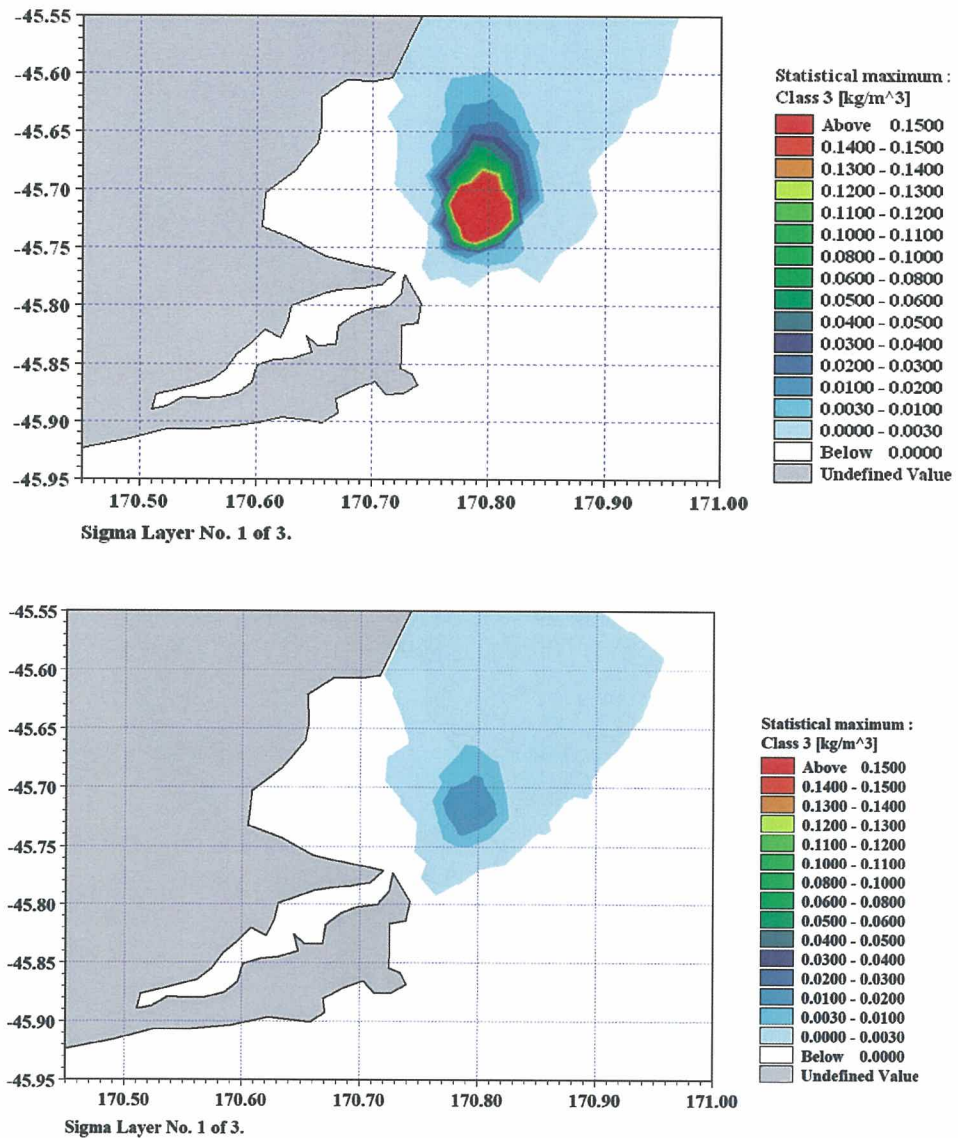 -45.55
-45.60
-45.65
-45.70
-45.75
-45.80
-45.85
-45.90
-45.95
170.50 170.60 170.70 170.80 170.90 171.00
Sigma Layer No. 1 of 3.
Statistical maximum :
Class 3 [kg/m^3]
Above 0.1500
0.1400 - 0.1500
0.1300 - 0.1400
0.1200 - 0.1300
0.1100 - 0.1200
0.1000 - 0.1100
0.0800 - 0.1000
0.0600 - 0.0800
0.0500 - 0.0600
0.0400 - 0.0500
0.0300 - 0.0400
0.0200 - 0.0300
0.0100 - 0.0200
0.0030 - 0.0100
0.0000 - 0.0030
Below 0.0000
Undefined Value
-45.55
-45.60
-45.65
-45.70
-45.75
-45.80
-45.85
-45.90
-45.95
170.50 170.60 170.70 170.80 170.90 171.00
Sigma Layer No. 1 of 3.
Statistical maximum :
Class 3 [kg/m^3]
Above 0.1500
0.1400 - 0.1500
0.1300 - 0.1400
0.1200 - 0.1300
0.1100 - 0.1200
0.1000 - 0.1100
0.0800 - 0.1000
0.0600 - 0.0800
0.0500 - 0.0600
0.0400 - 0.0500
0.0300 - 0.0400
0.0200 - 0.0300
0.0100 - 0.0200
0.0030 - 0.0100
0.0000 - 0.0030
Below 0.0000
Undefined Value